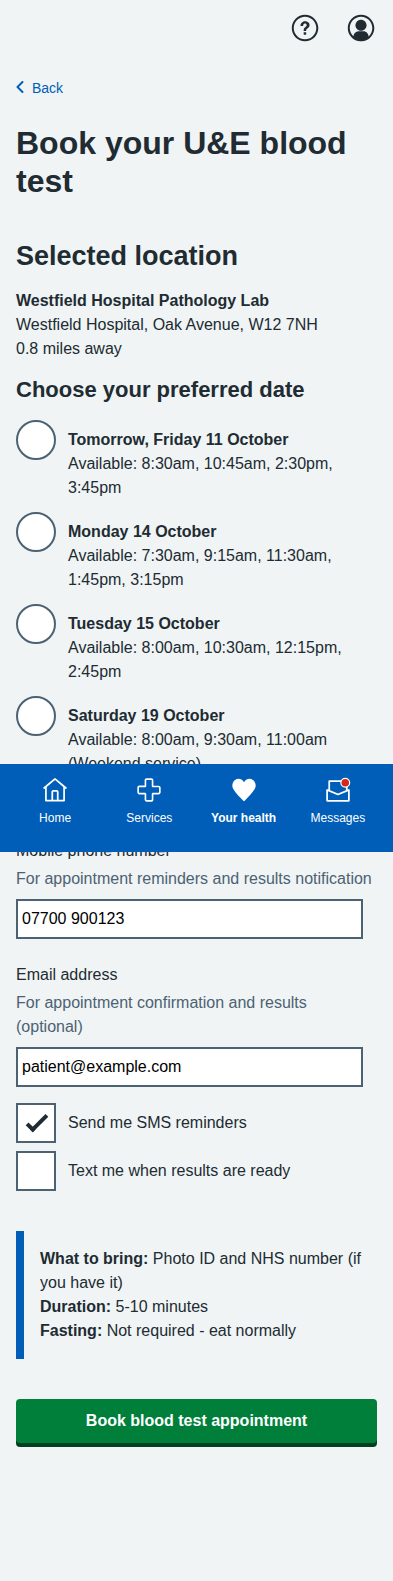 Back
Book your U&E blood
test
Selected location
Westfield Hospital Pathology Lab
Westfield Hospital, Oak Avenue, W12 7NH
0.8 miles away
Choose your preferred date
Tomorrow, Friday 11 October
Available: 8:30am, 10:45am, 2:30pm,
3:45pm
Monday 14 October
Available: 7:30am, 9:15am, 11:30am,
1:45pm, 3:15pm
Tuesday 15 October
Available: 8:00am, 10:30am, 12:15pm,
2:45pm
Saturday 19 October
Available: 8:00am, 9:30am, 11:00am
(Weekend service)
Home
Services
Your health
Messages
Mobile phone number
For appointment reminders and results notification
07700 900123
Email address
For appointment confirmation and results
(optional)
patient@example.com
Send me SMS reminders
Text me when results are ready
What to bring: Photo ID and NHS number (if
you have it)
Duration: 5-10 minutes
Fasting: Not required - eat normally
Book blood test appointment